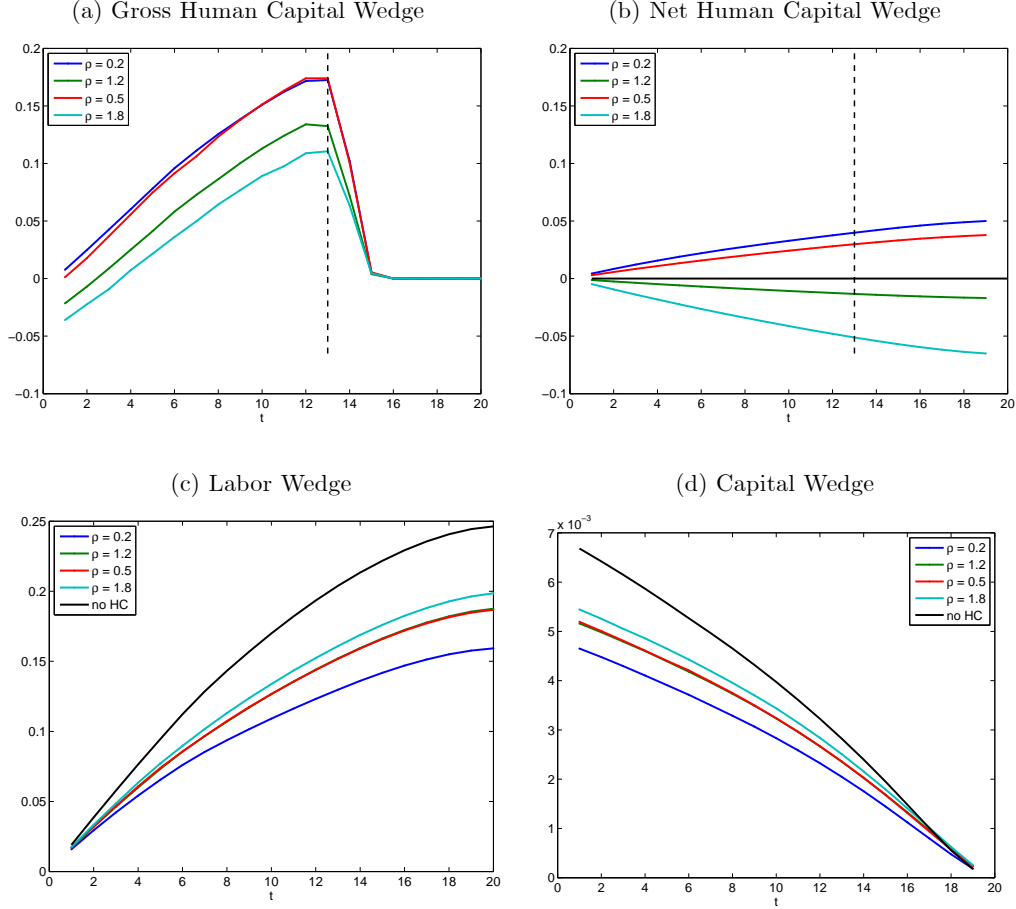 (a) Gross Human Capital Wedge
0.2
0.15
0.1
0.05
0
−0.05
−0.1
0 2 4 6 8 10 12 14 16 18 20
t
ρ = 0.2
ρ = 1.2
ρ = 0.5
ρ = 1.8
(b) Net Human Capital Wedge
0.2
0.15
0.1
0.05
0
−0.05
−0.1
0 2 4 6 8 10 12 14 16 18 20
t
ρ = 0.2
ρ = 1.2
ρ = 0.5
ρ = 1.8
(c) Labor Wedge
0.25
0.2
0.15
0.1
0.05
0
0 2 4 6 8 10 12 14 16 18 20
t
ρ = 0.2
ρ = 1.2
ρ = 0.5
ρ = 1.8
no HC
(d) Capital Wedge
x 10⁻³
7
6
5
4
3
2
1
0
0 2 4 6 8 10 12 14 16 18 20
t
ρ = 0.2
ρ = 1.2
ρ = 0.5
ρ = 1.8
no HC